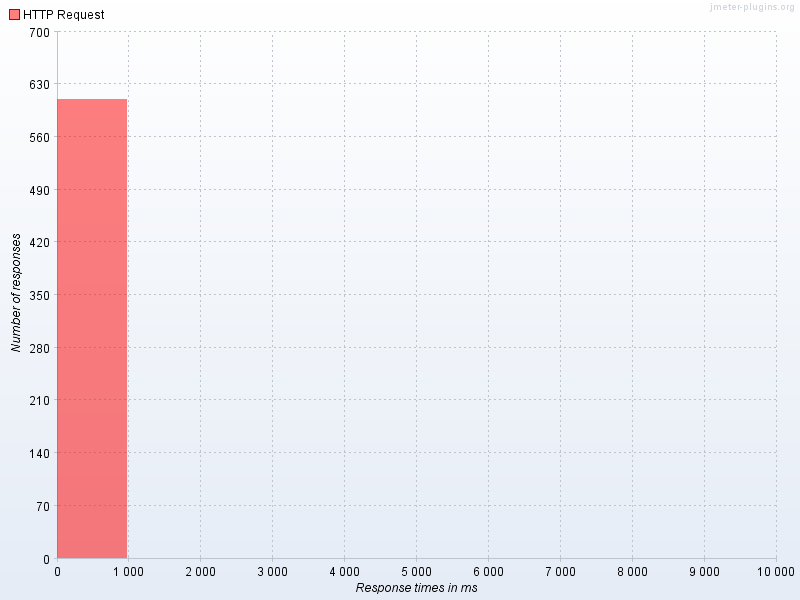 HTTP Request
jmeter-plugins.org
700
630
560
490
420
350
280
210
140
70
0
Number of responses
0 1 000 2 000 3 000 4 000 5 000 6 000 7 000 8 000 9 000 10 000
Response times in ms